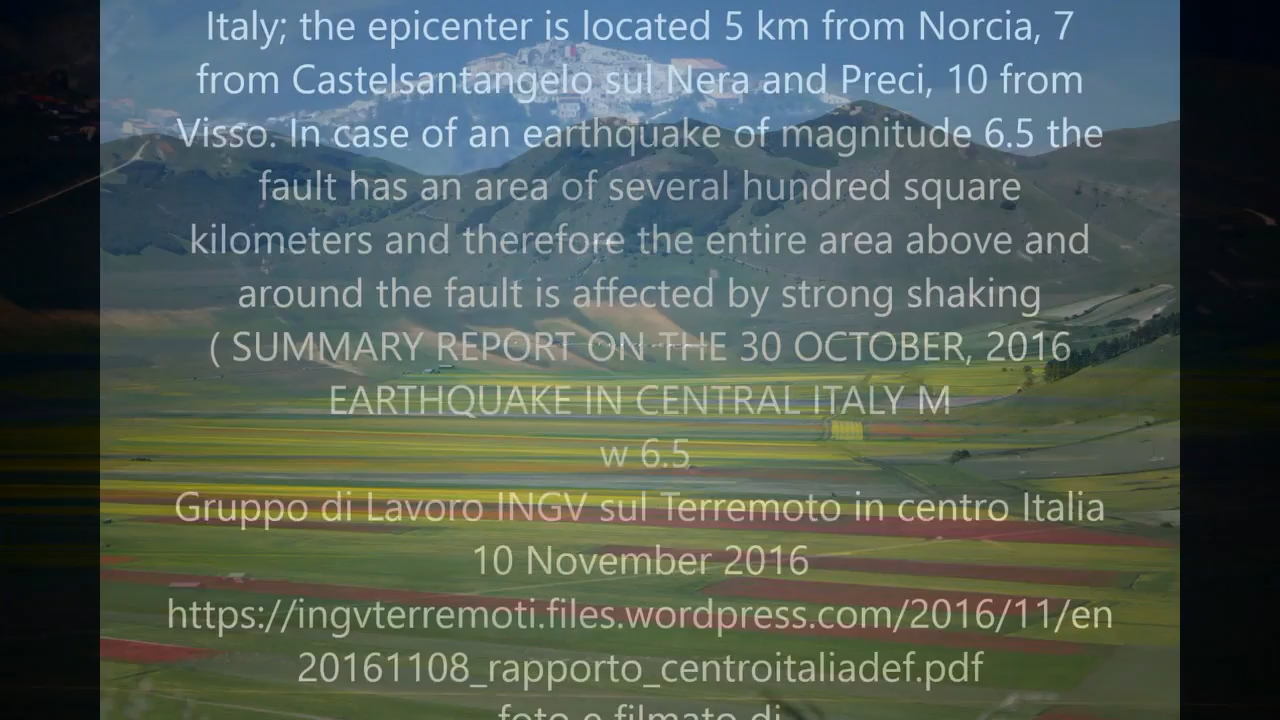 Italy; the epicenter is located 5 km from Norcia, 7
from Castelsantangelo sul Nera and Preci, 10 from
Visso. In case of an earthquake of magnitude 6.5 the
fault has an area of several hundred square
kilometers and therefore the entire area above and
around the fault is affected by strong shaking
( SUMMARY REPORT ON THE 30 OCTOBER, 2016
EARTHQUAKE IN CENTRAL ITALY M
w 6.5
Gruppo di Lavoro INGV sul Terremoto in centro Italia
10 November 2016
https://ingvterremoti.files.wordpress.com/2016/11/en
20161108_rapporto_centroitaliadef.pdf
foto e filmato di